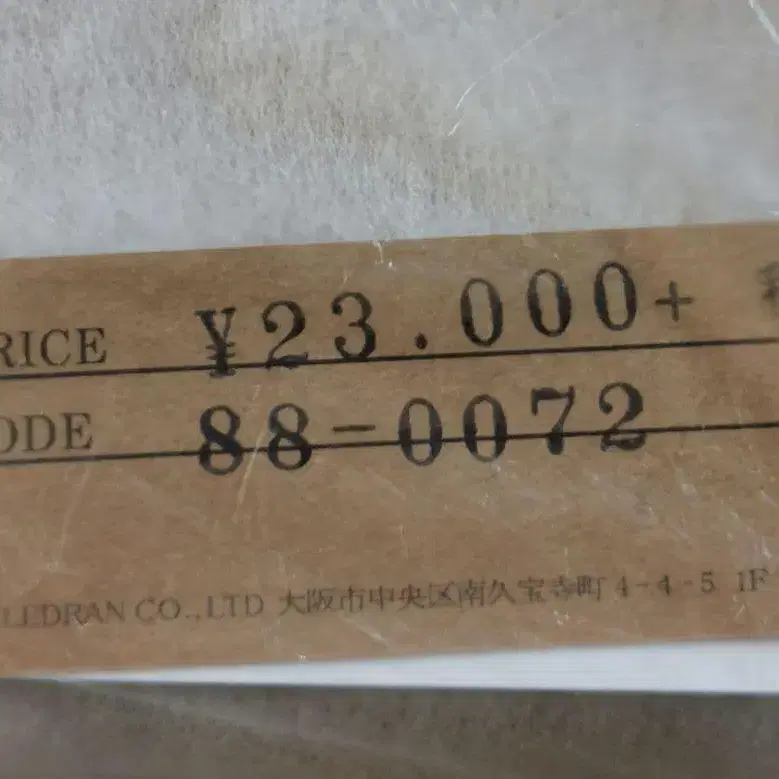 RICE ¥23.000+
ODE 88-0072
LEDRAN CO.,LTD 大阪市中央区南久宝寺町 4-4-5 1F